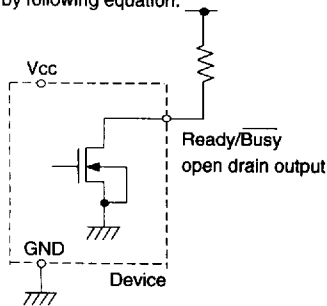 by following equation.
Vcc
Ready/Busy
open drain output
GND
Device